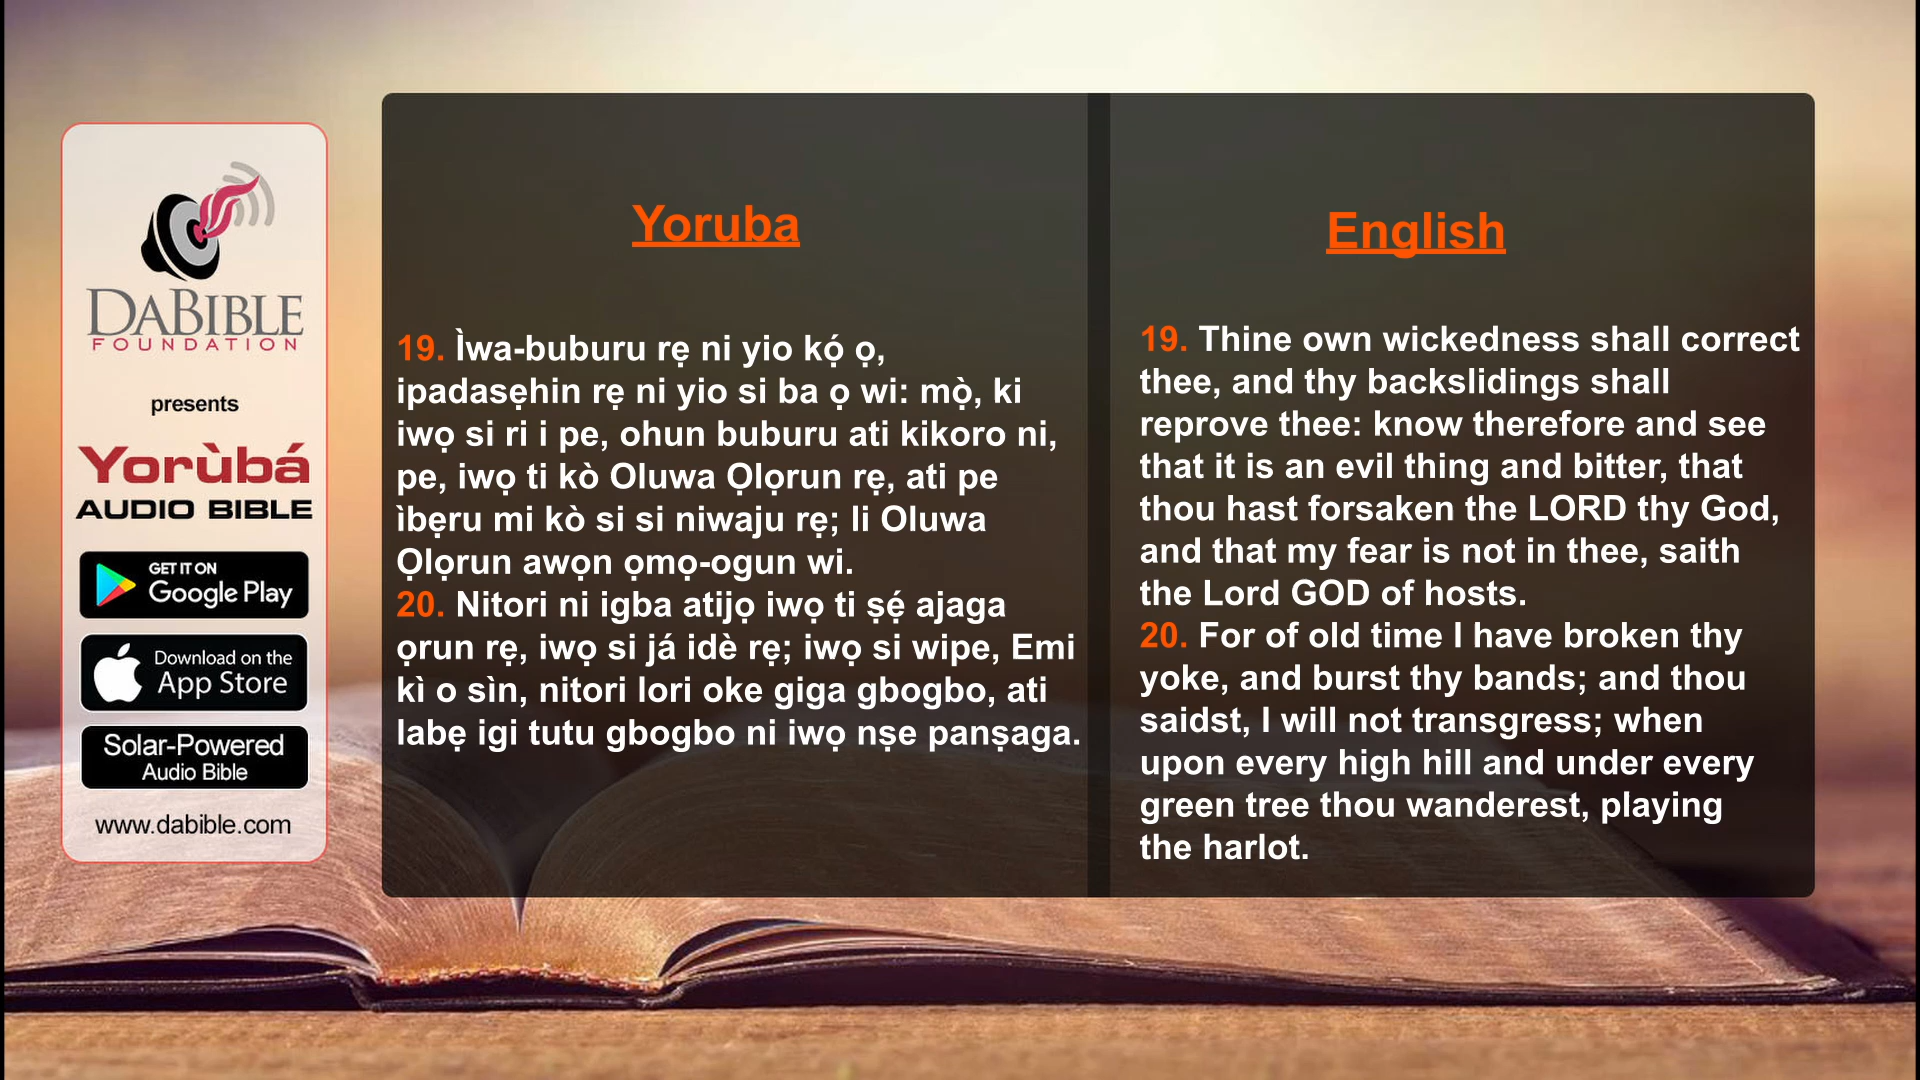 DABIBLE
FOUNDATION
presents
Yorùbá
AUDIO BIBLE
GET IT ON
Google Play
Download on the
App Store
Solar-Powered
Audio Bible
www.dabible.com
Yoruba
19. Ìwa-buburu rẹ ni yio kọ́ ọ,
ipadasẹhin rẹ ni yio si ba ọ wi: mọ̀, ki
iwọ si ri i pe, ohun buburu ati kikoro ni,
pe, iwọ ti kò Oluwa Ọlọrun rẹ, ati pe
ìbẹru mi kò si si niwaju rẹ; li Oluwa
Ọlọrun awọn ọmọ-ogun wi.
20. Nitori ni igba atijọ iwọ ti ṣẹ́ ajaga
ọrun rẹ, iwọ si já idè rẹ; iwọ si wipe, Emi
kì o sìn, nitori lori oke giga gbogbo, ati
labẹ igi tutu gbogbo ni iwọ nṣe panṣaga.
English
19. Thine own wickedness shall correct
thee, and thy backslidings shall
reprove thee: know therefore and see
that it is an evil thing and bitter, that
thou hast forsaken the LORD thy God,
and that my fear is not in thee, saith
the Lord GOD of hosts.
20. For of old time I have broken thy
yoke, and burst thy bands; and thou
saidst, I will not transgress; when
upon every high hill and under every
green tree thou wanderest, playing
the harlot.